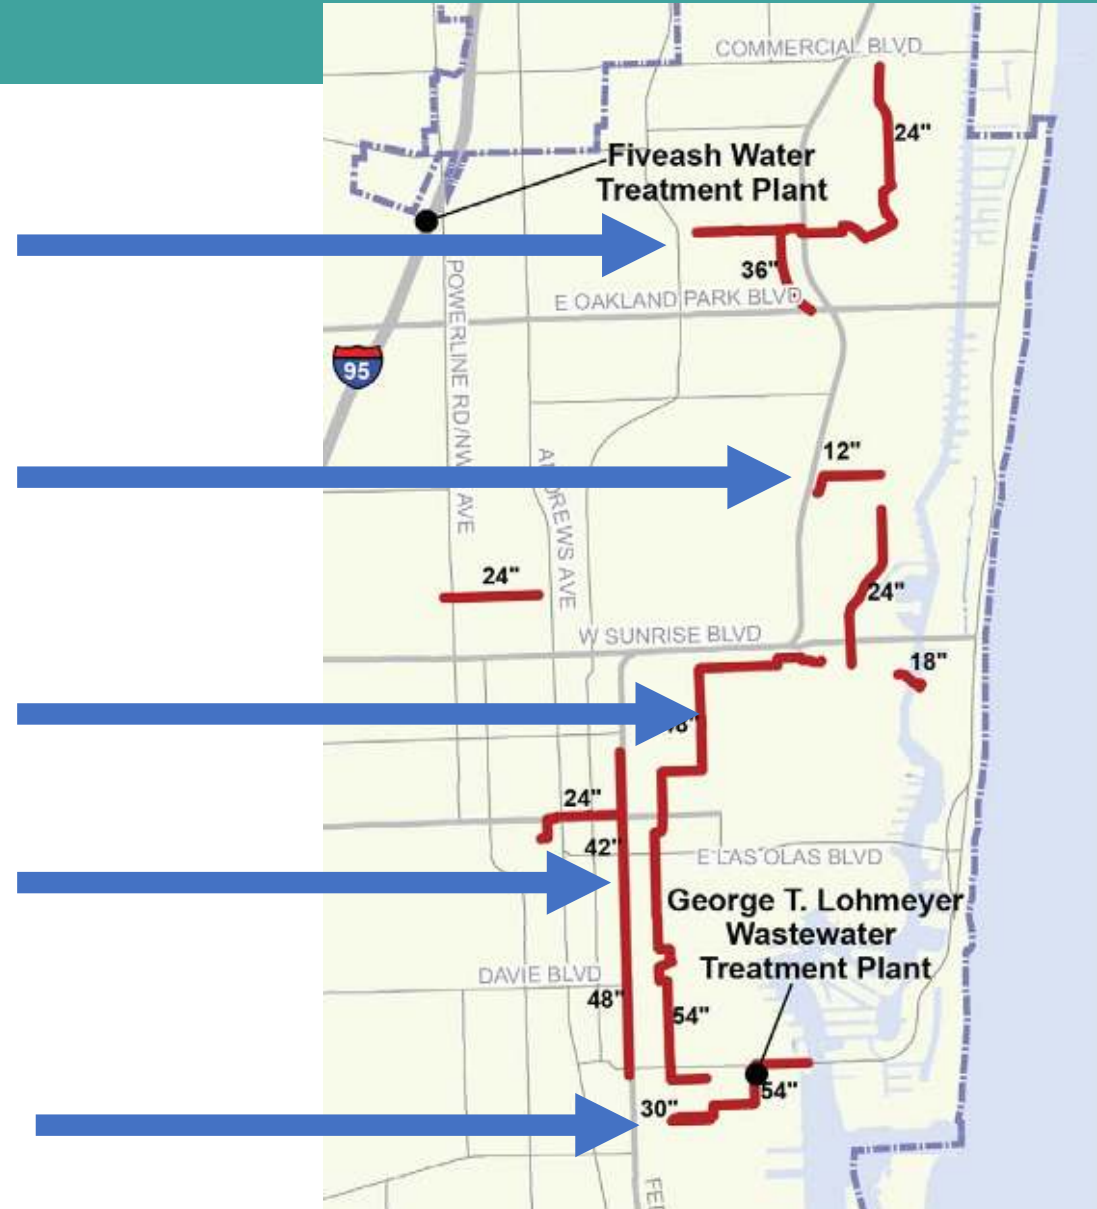 COMMERCIAL BLVD
24"
Fiveash Water
Treatment Plant
36"
E OAKLAND PARK BLVD
POWERLINE RD/NW
AVE
95
12"
24"
24"
W SUNRISE BLVD
18"
24"
42"
E LAS OLAS BLVD
George T. Lohmeyer
Wastewater
Treatment Plant
DAVIE BLVD
48"
54"
54"
30"